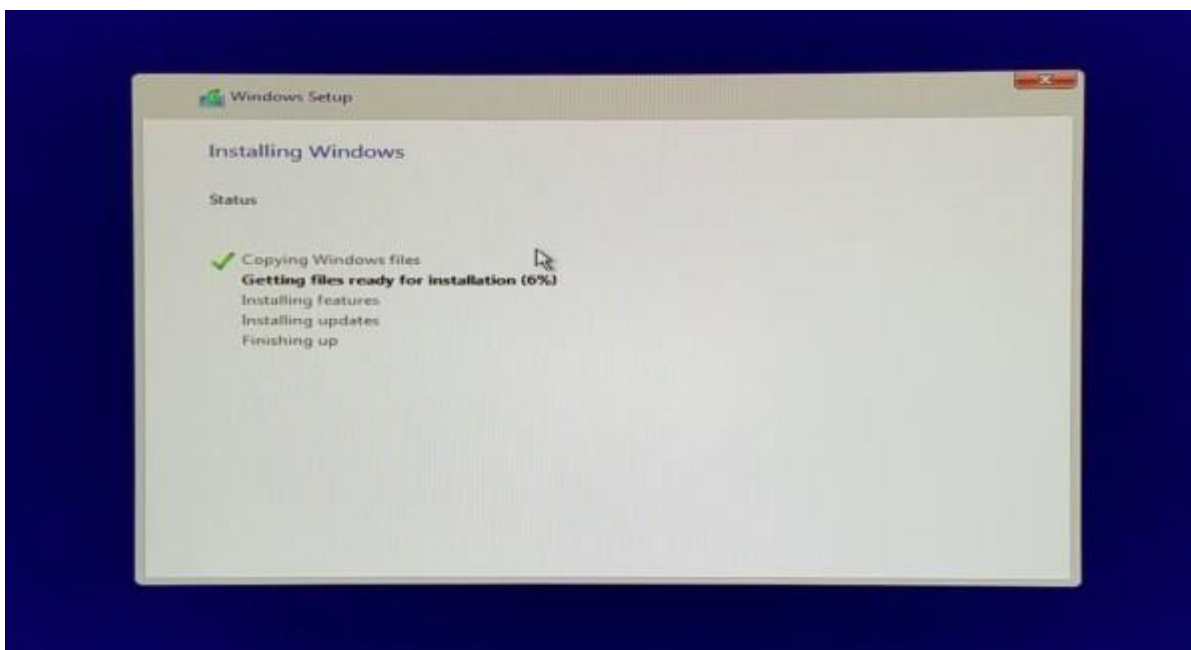 Windows Setup
Installing Windows
Status
Copying Windows files
Getting files ready for installation (6%)
Installing features
Installing updates
Finishing up